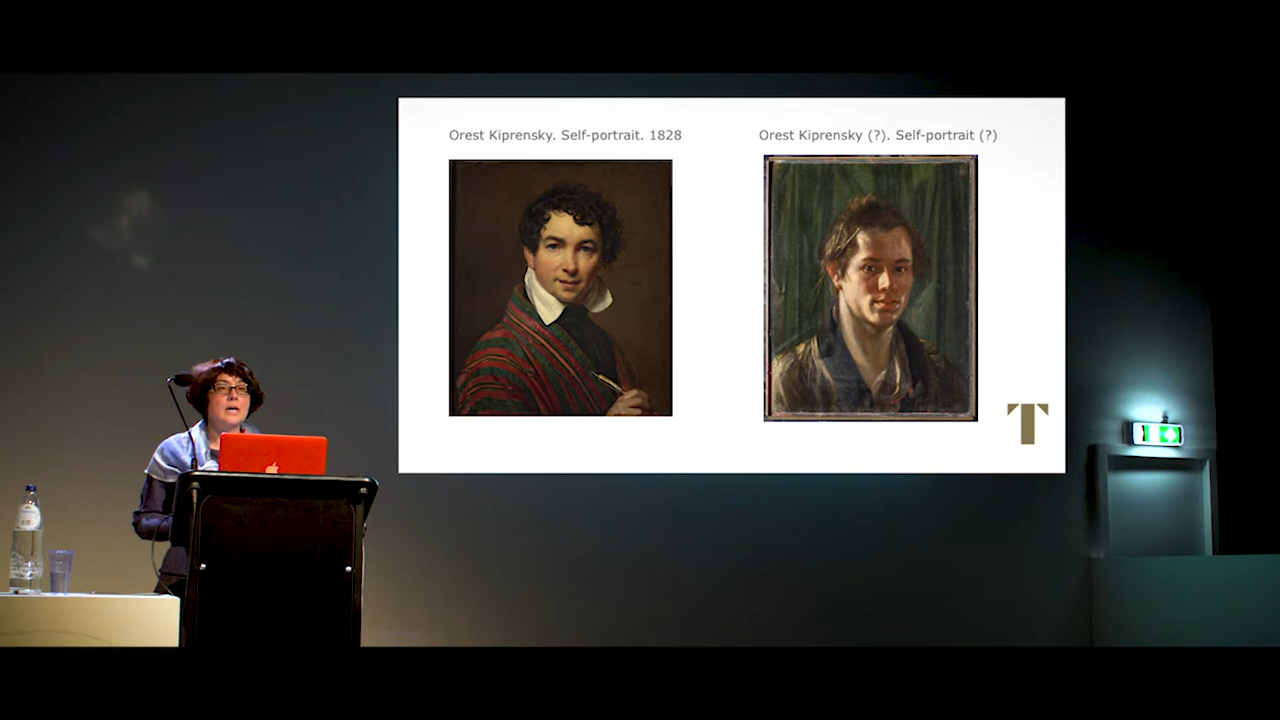 Orest Kiprensky. Self-portrait. 1828
Orest Kiprensky (?). Self-portrait (?)
T